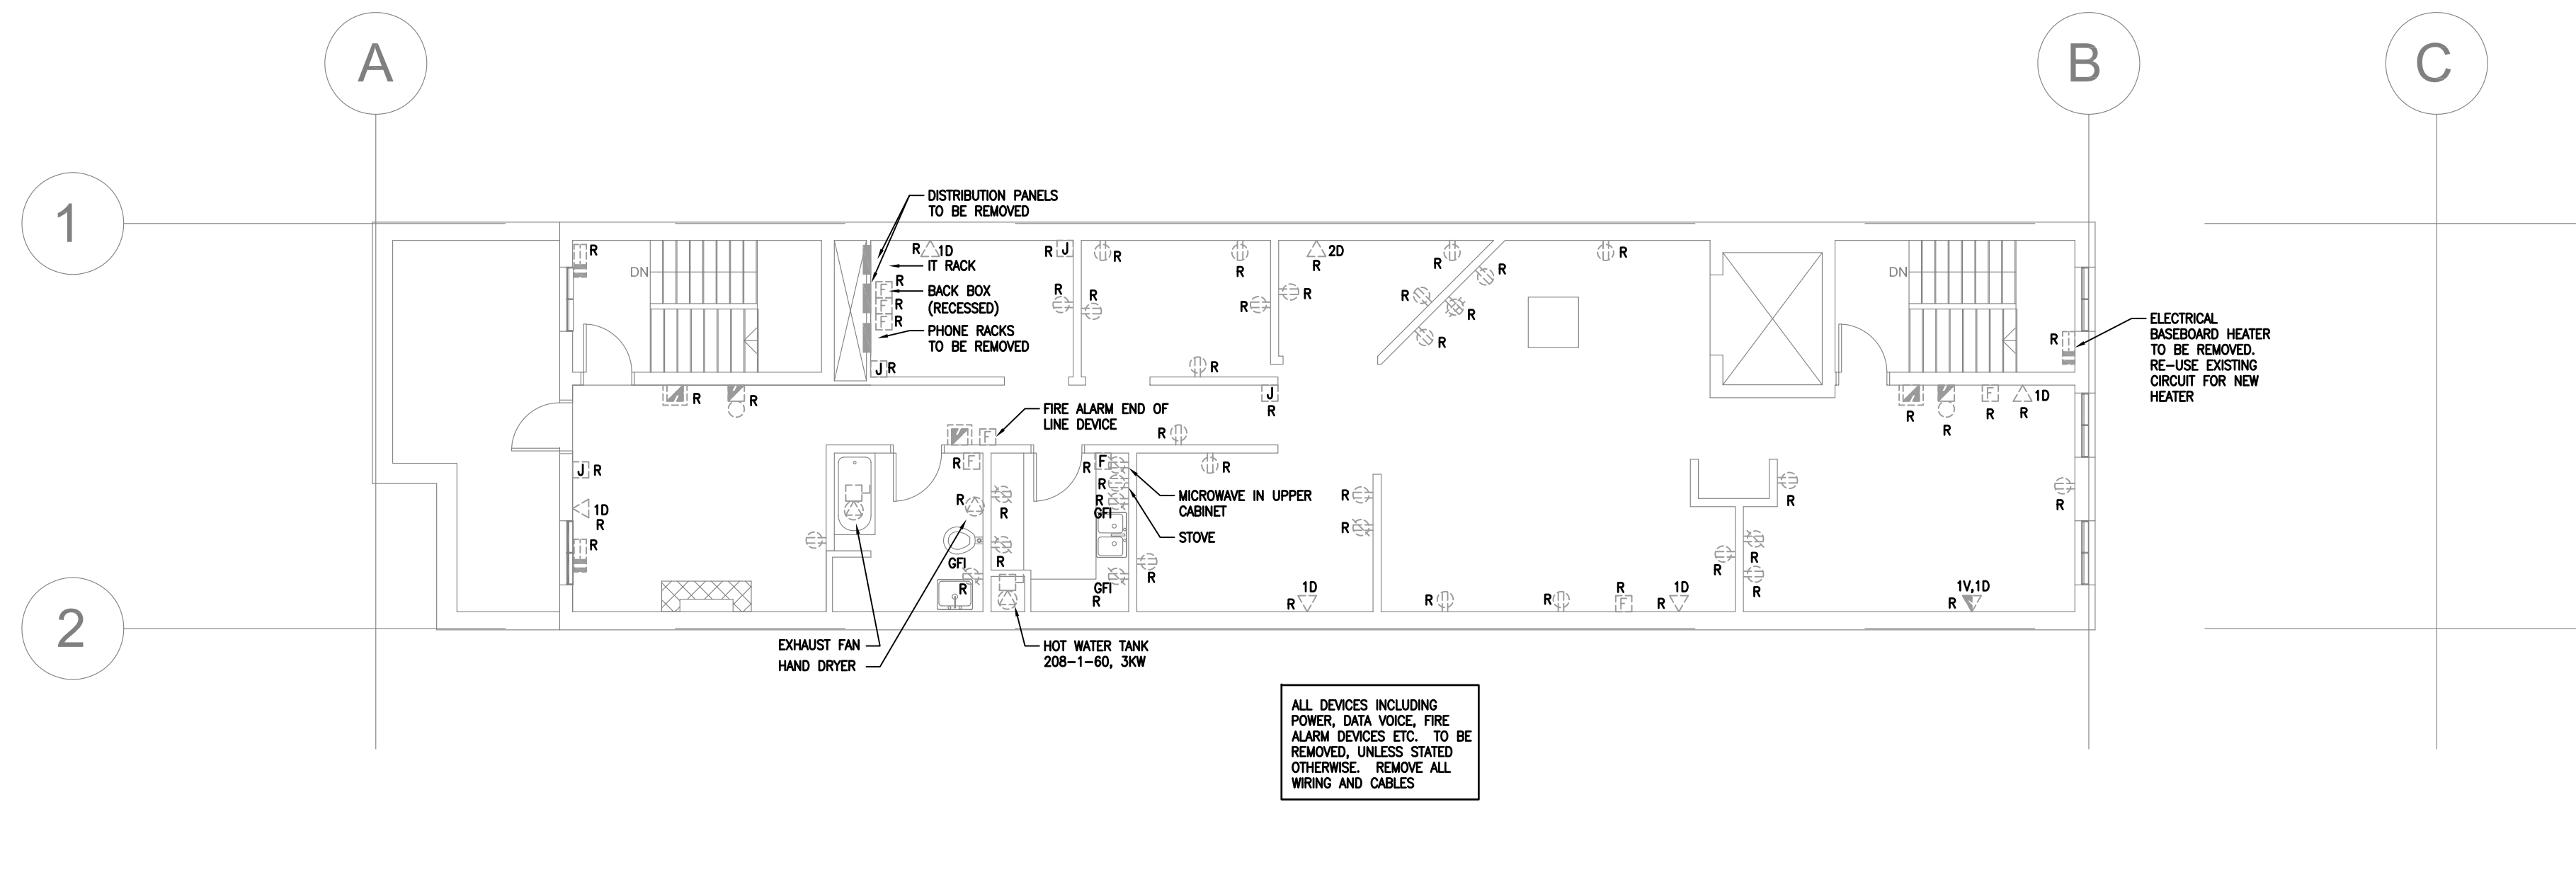 A
B
C
1
DISTRIBUTION PANELS
TO BE REMOVED
R
DN
R
1D
IT RACK
R
J
R
R
2D
R
R
R
DN
R
F
BACK BOX
(RECESSED)
F
R
F
R
PHONE RACKS
TO BE REMOVED
R
R
R
R
R
R
R
R
R
ELECTRICAL
BASEBOARD HEATER
TO BE REMOVED.
RE-USE EXISTING
CIRCUIT FOR NEW
HEATER
J
R
R
R
R
J
R
R
R
F
R
1D
R
FIRE ALARM END OF
LINE DEVICE
F
R
R
J
R
R
F
R
F
R
R
R
GFI
MICROWAVE IN UPPER
CABINET
STOVE
1D
R
R
R
R
R
R
R
R
R
GFI
R
R
GFI
R
R
1D
R
R
R
R
F
1D
R
R
R
R
1V,1D
R
2
EXHAUST FAN
HAND DRYER
HOT WATER TANK
208-1-60, 3KW
ALL DEVICES INCLUDING
POWER, DATA VOICE, FIRE
ALARM DEVICES ETC. TO BE
REMOVED, UNLESS STATED
OTHERWISE. REMOVE ALL
WIRING AND CABLES